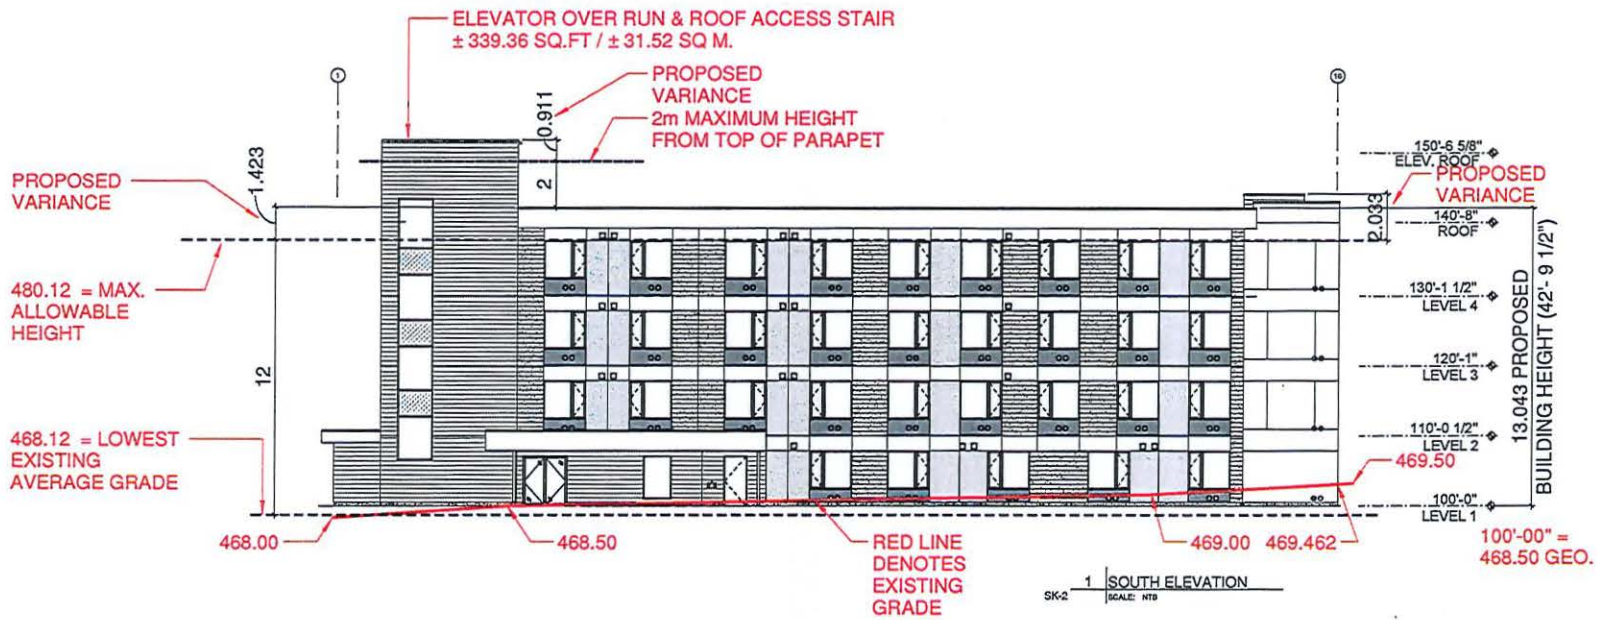 ELEVATOR OVER RUN & ROOF ACCESS STAIR
± 339.36 SQ.FT / ± 31.52 SQ M.
1
16
PROPOSED
VARIANCE
0.911
2m MAXIMUM HEIGHT
FROM TOP OF PARAPET
2
1.423
PROPOSED
VARIANCE
150'-6 5/8"
ELEV. ROOF
PROPOSED
VARIANCE
140'-8"
ROOF
2.033
480.12 = MAX.
ALLOWABLE
HEIGHT
12
130'-1 1/2"
LEVEL 4
120'-1"
LEVEL 3
13.043 PROPOSED
BUILDING HEIGHT (42'- 9 1/2")
468.12 = LOWEST
EXISTING
AVERAGE GRADE
110'-0 1/2"
LEVEL 2
469.50
100'-0"
LEVEL 1
468.00
468.50
RED LINE
DENOTES
EXISTING
GRADE
469.00
469.462
100'-00" =
468.50 GEO.
SK-2
1
SOUTH ELEVATION
SCALE: NTS